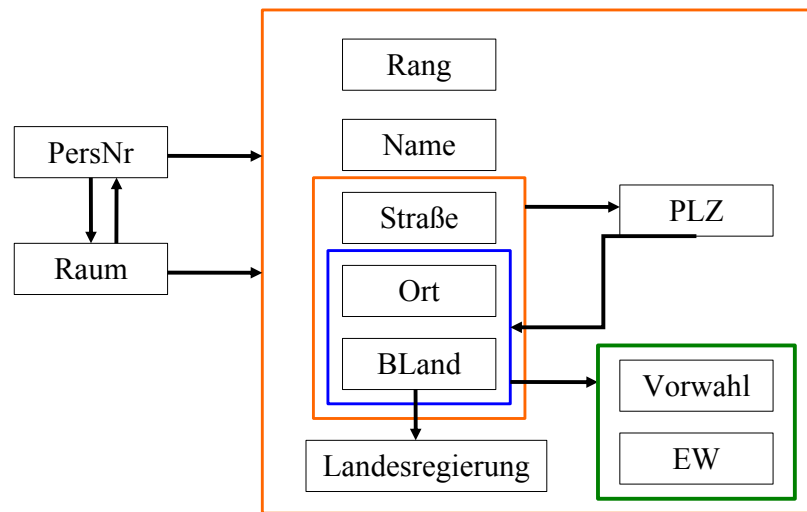 Rang
PersNr
Name
Straße
PLZ
Raum
Ort
BLand
Vorwahl
Landesregierung
EW